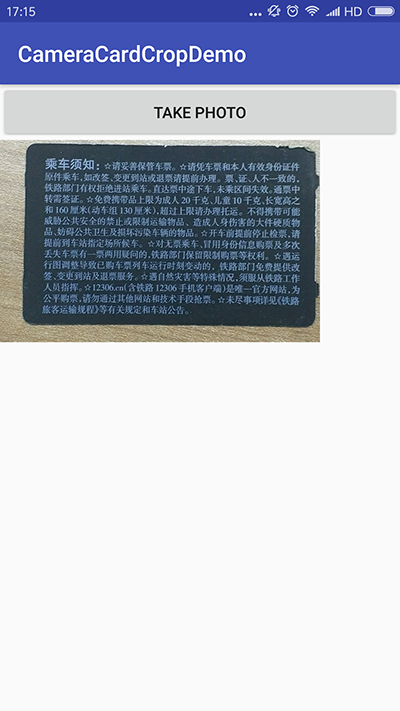 17:15
HD
CameraCardCropDemo
TAKE PHOTO
乘车须知：☆请妥善保管车票。☆请凭车票和本人有效身份证件
原件乘车，如改签、变更到站或退票请提前办理。票、证、人不一致的，
铁路部门有权拒绝进站乘车。直达票中途下车，未乘区间失效。通票中
转需签证。☆免费携带品上限为成人 20 千克，儿童 10 千克，长宽高之
和 160 厘米（动车组 130 厘米），超过上限请办理托运。不得携带可能
威胁公共安全的禁止或限制运输物品、造成人身伤害的大件硬质物
品、妨碍公共卫生及损坏污染车辆的物品。☆开车前提前停止检票，请
提前到车站指定场所候车。☆对无票乘车、冒用身份信息购票及多次
丢失车票有一票两用疑问的，铁路部门保留限制购票等权利。☆遇运
行图调整导致已购车票列车运行时刻变动的，铁路部门免费提供改
签、变更到站及退票服务。☆遇自然灾害等特殊情况，须服从铁路工作
人员指挥。☆12306.cn（含铁路 12306 手机客户端）是唯一官方网站，为
公平购票，请勿通过其他网站和技术手段抢票。☆未尽事项详见《铁路
旅客运输规程》等有关规定和车站公告。